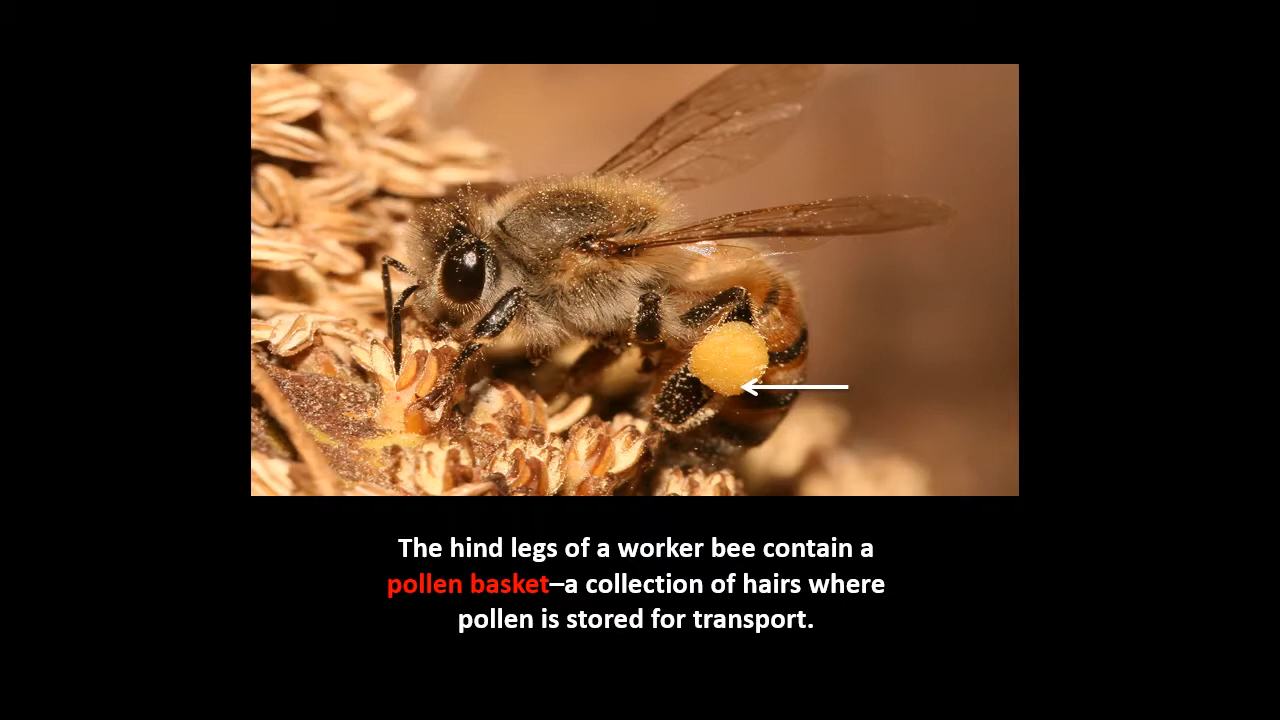 The hind legs of a worker bee contain a
pollen basket–a collection of hairs where
pollen is stored for transport.